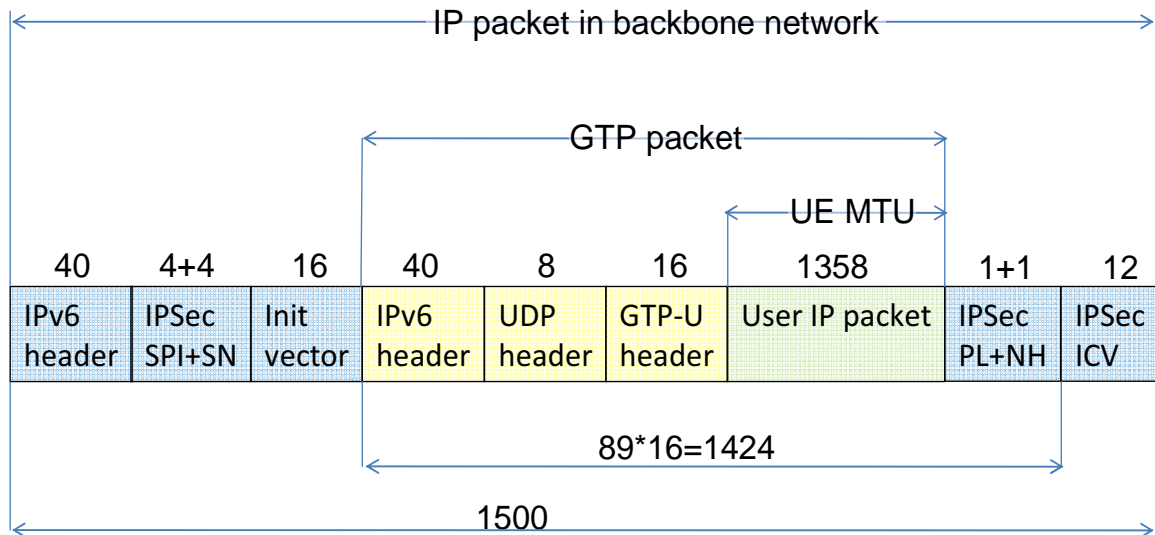 IP packet in backbone network
GTP packet
UE MTU
40 4+4 16 40 8 16 1358 1+1 12
IPv6 IPSec Init IPv6 UDP GTP-U User IP packet IPSec IPSec
header SPI+SN vector header header header PL+NH ICV
89*16=1424
1500